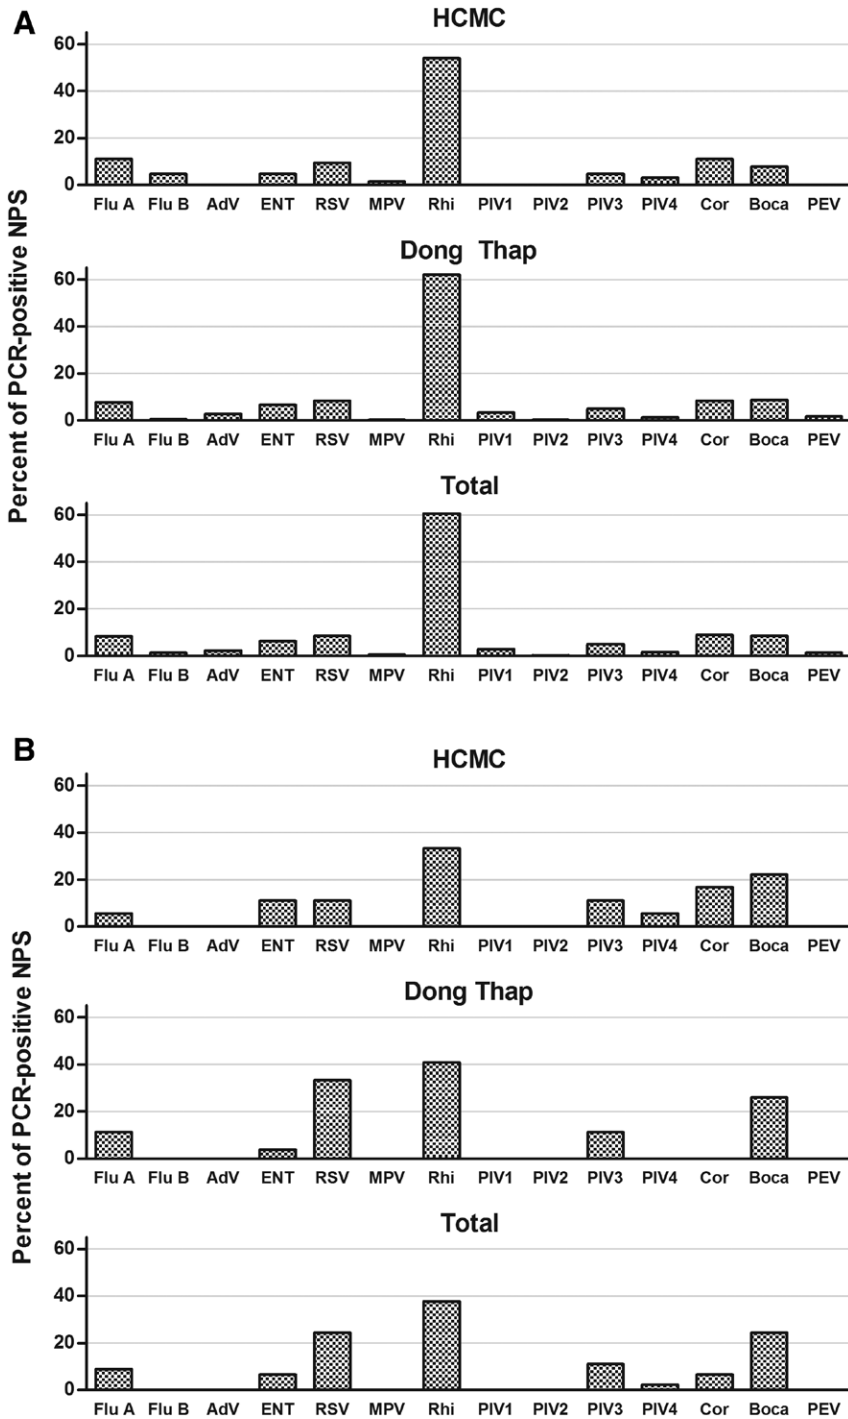 A
HCMC
Percent of PCR-positive NPS
60
40
20
0
Flu A Flu B AdV ENT RSV MPV Rhi PIV1 PIV2 PIV3 PIV4 Cor Boca PEV
Dong Thap
60
40
20
0
Flu A Flu B AdV ENT RSV MPV Rhi PIV1 PIV2 PIV3 PIV4 Cor Boca PEV
Total
60
40
20
0
Flu A Flu B AdV ENT RSV MPV Rhi PIV1 PIV2 PIV3 PIV4 Cor Boca PEV
B
HCMC
Percent of PCR-positive NPS
60
40
20
0
Flu A Flu B AdV ENT RSV MPV Rhi PIV1 PIV2 PIV3 PIV4 Cor Boca PEV
Dong Thap
60
40
20
0
Flu A Flu B AdV ENT RSV MPV Rhi PIV1 PIV2 PIV3 PIV4 Cor Boca PEV
Total
60
40
20
0
Flu A Flu B AdV ENT RSV MPV Rhi PIV1 PIV2 PIV3 PIV4 Cor Boca PEV